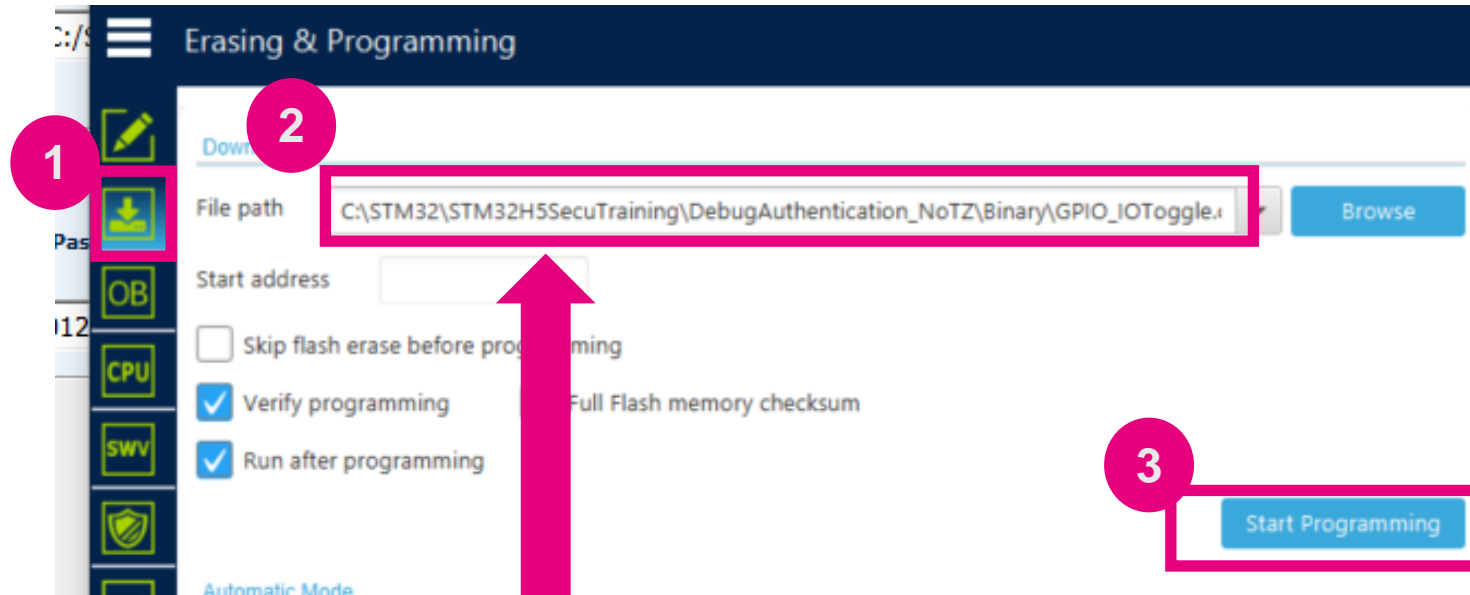 C:/S
Erasing & Programming
2
1
Down
File path
C:\STM32\STM32H5SecuTraining\DebugAuthentication_NoTZ\Binary\GPIO_IOToggle.
Browse
Pas
Start address
OB
012
Skip flash erase before prog ming
CPU
Verify programming
Full Flash memory checksum
SWV
Run after programming
3
Start Programming
Automatic Mode